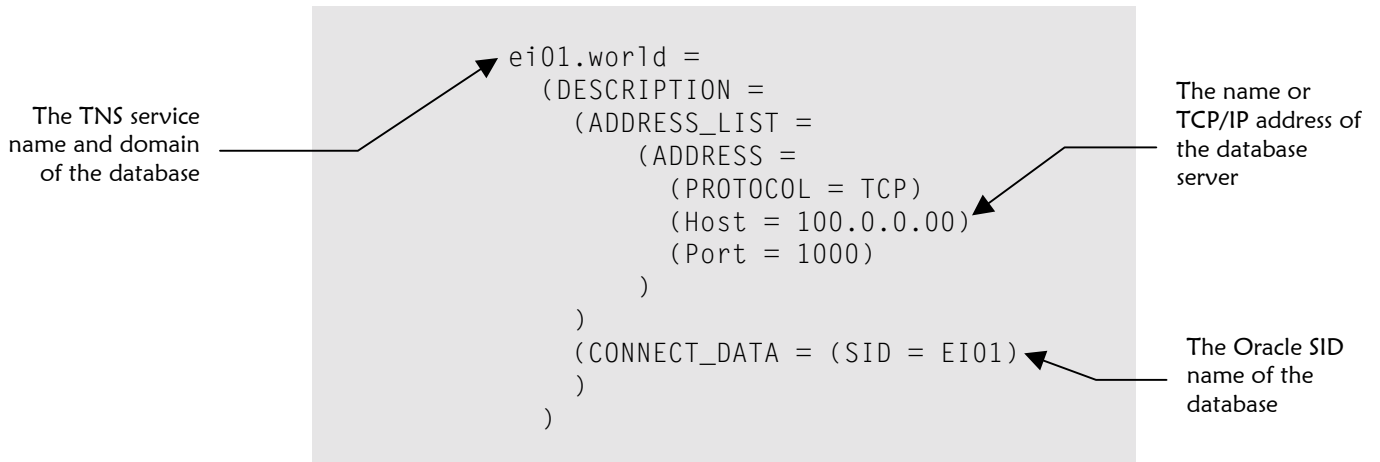 The TNS service
name and domain
of the database
ei01.world =
(DESCRIPTION =
(ADDRESS_LIST =
(ADDRESS =
(PROTOCOL = TCP)
(Host = 100.0.0.00)
(Port = 1000)
)
)
(CONNECT_DATA = (SID = EI01)
)
)
The name or
TCP/IP address of
the database
server
The Oracle SID
name of the
database